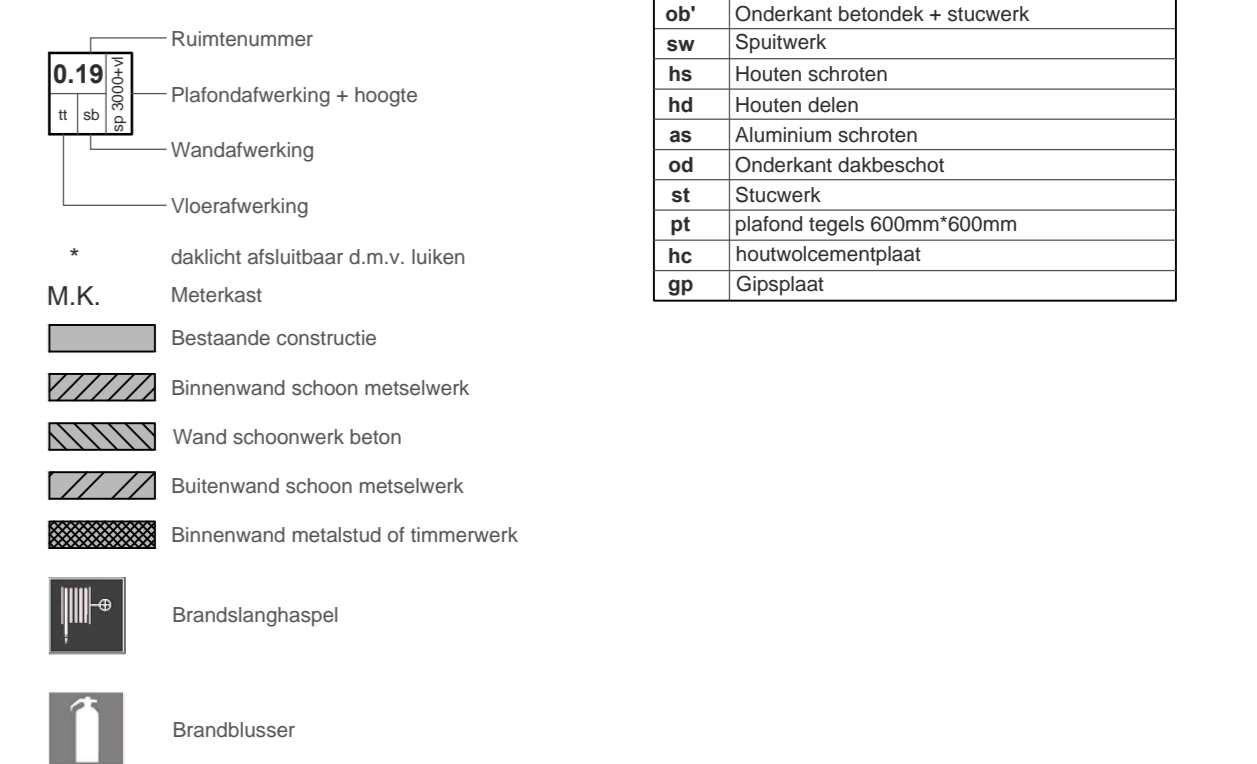 Ruimtenummer
0.19
sp 3000+vl
Plafondafwerking + hoogte
tt sb
Wandafwerking
Vloerafwerking
* daklicht afsluitbaar d.m.v. luiken
M.K. Meterkast
Bestaande constructie
Binnenwand schoon metselwerk
Wand schoonwerk beton
Buitenwand schoon metselwerk
Binnenwand metalstud of timmerwerk
Brandslanghaspel
Brandblusser
ob' Onderkant betondek + stucwerk
sw Spuitwerk
hs Houten schroten
hd Houten delen
as Aluminium schroten
od Onderkant dakbeschot
st Stucwerk
pt plafond tegels 600mm*600mm
hc houtwolcementplaat
gp Gipsplaat